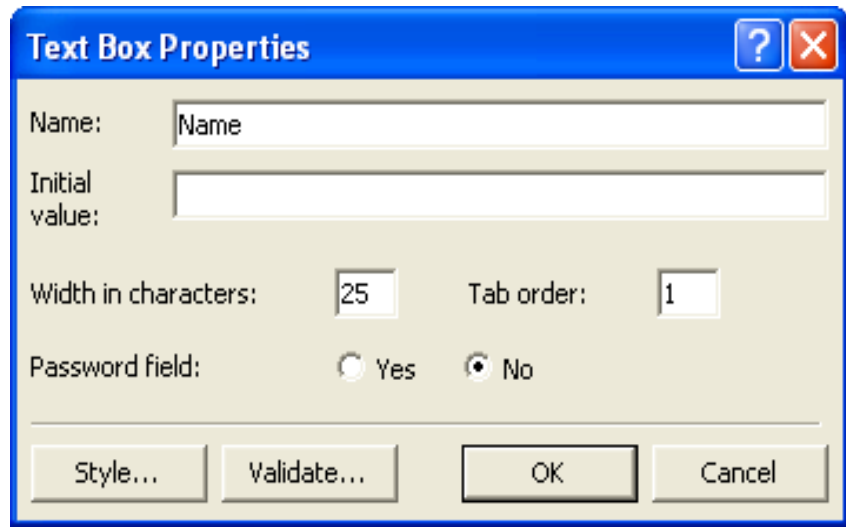 Text Box Properties ?
Name: Name
Initial
value:
Width in characters: 25 Tab order: 1
Password field: Yes No
Style... Validate... OK Cancel